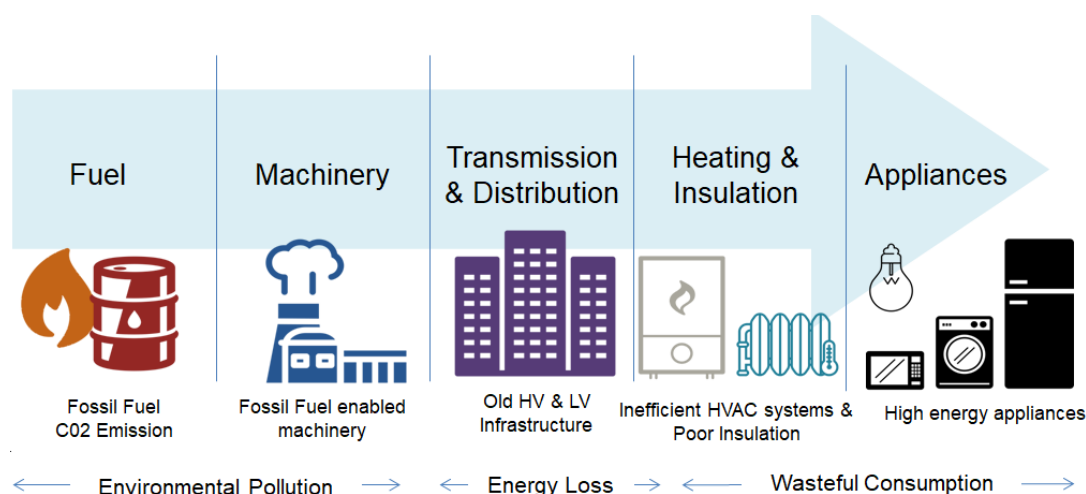 Fuel
Machinery
Transmission
& Distribution
Heating &
Insulation
Appliances
Fossil Fuel
C02 Emission
Fossil Fuel enabled
machinery
Old HV & LV
Infrastructure
Inefficient HVAC systems &
Poor Insulation
High energy appliances
Environmental Pollution
Energy Loss
Wasteful Consumption